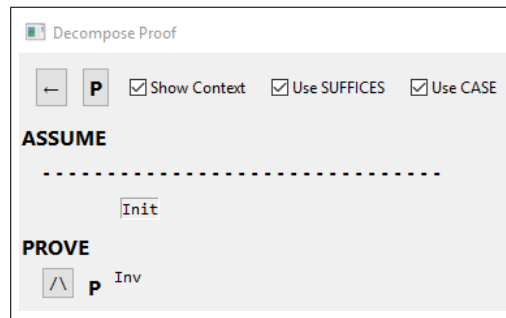 Decompose Proof
← P Show Context Use SUFFICES Use CASE
ASSUME
- - - - - - - - - - - - - - - - - - - - - - - - - - - - - - -
Init
PROVE
/\ P Inv